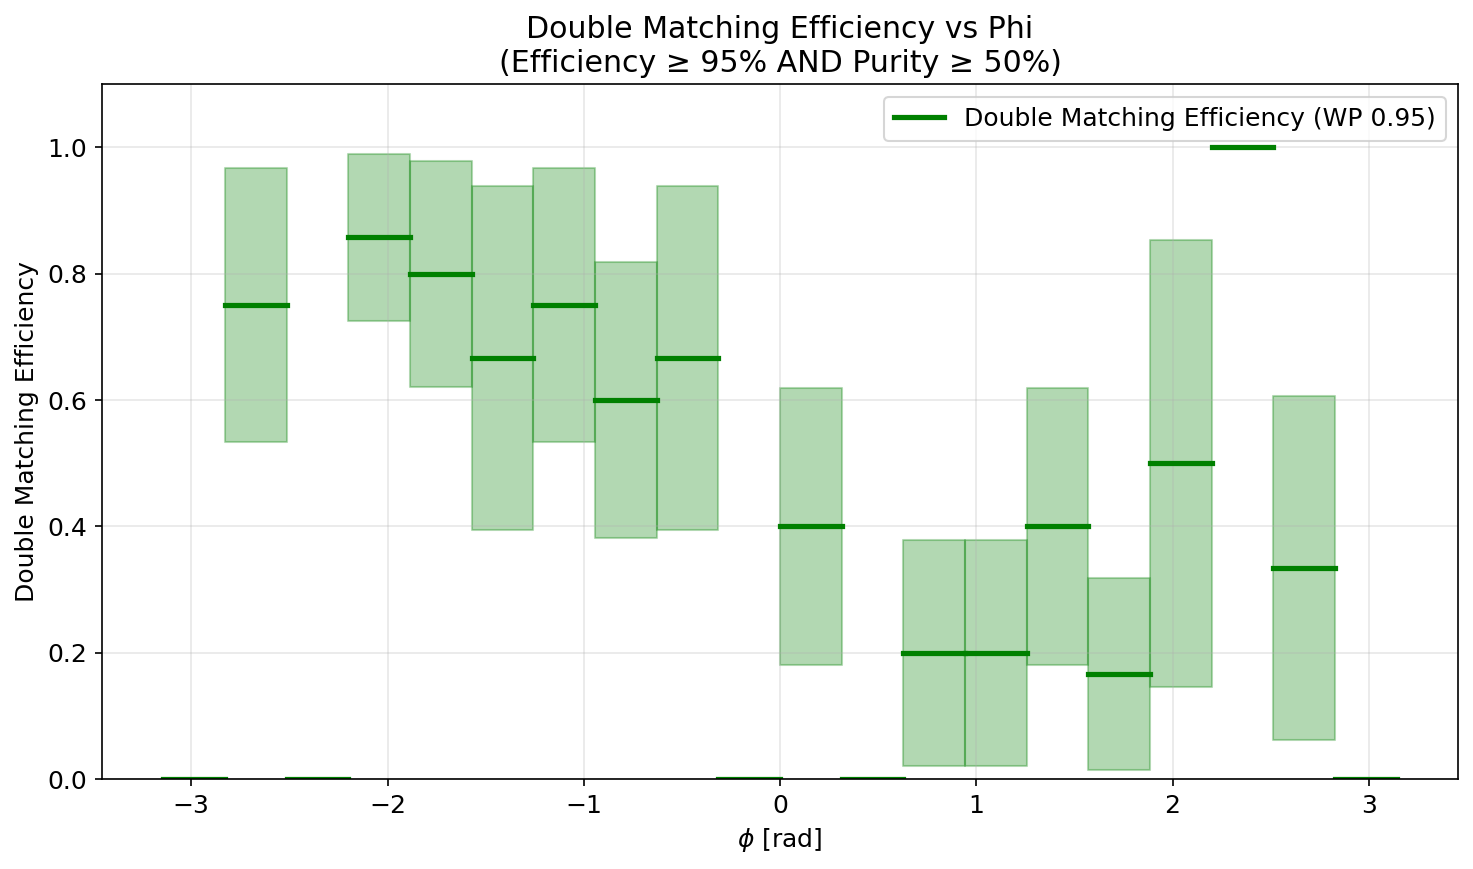 Double Matching Efficiency vs Phi
(Efficiency ≥ 95% AND Purity ≥ 50%)
Double Matching Efficiency (WP 0.95)
Double Matching Efficiency
1.0
0.8
0.6
0.4
0.2
0.0
−3
−2
−1
0
1
2
3
ϕ [rad]